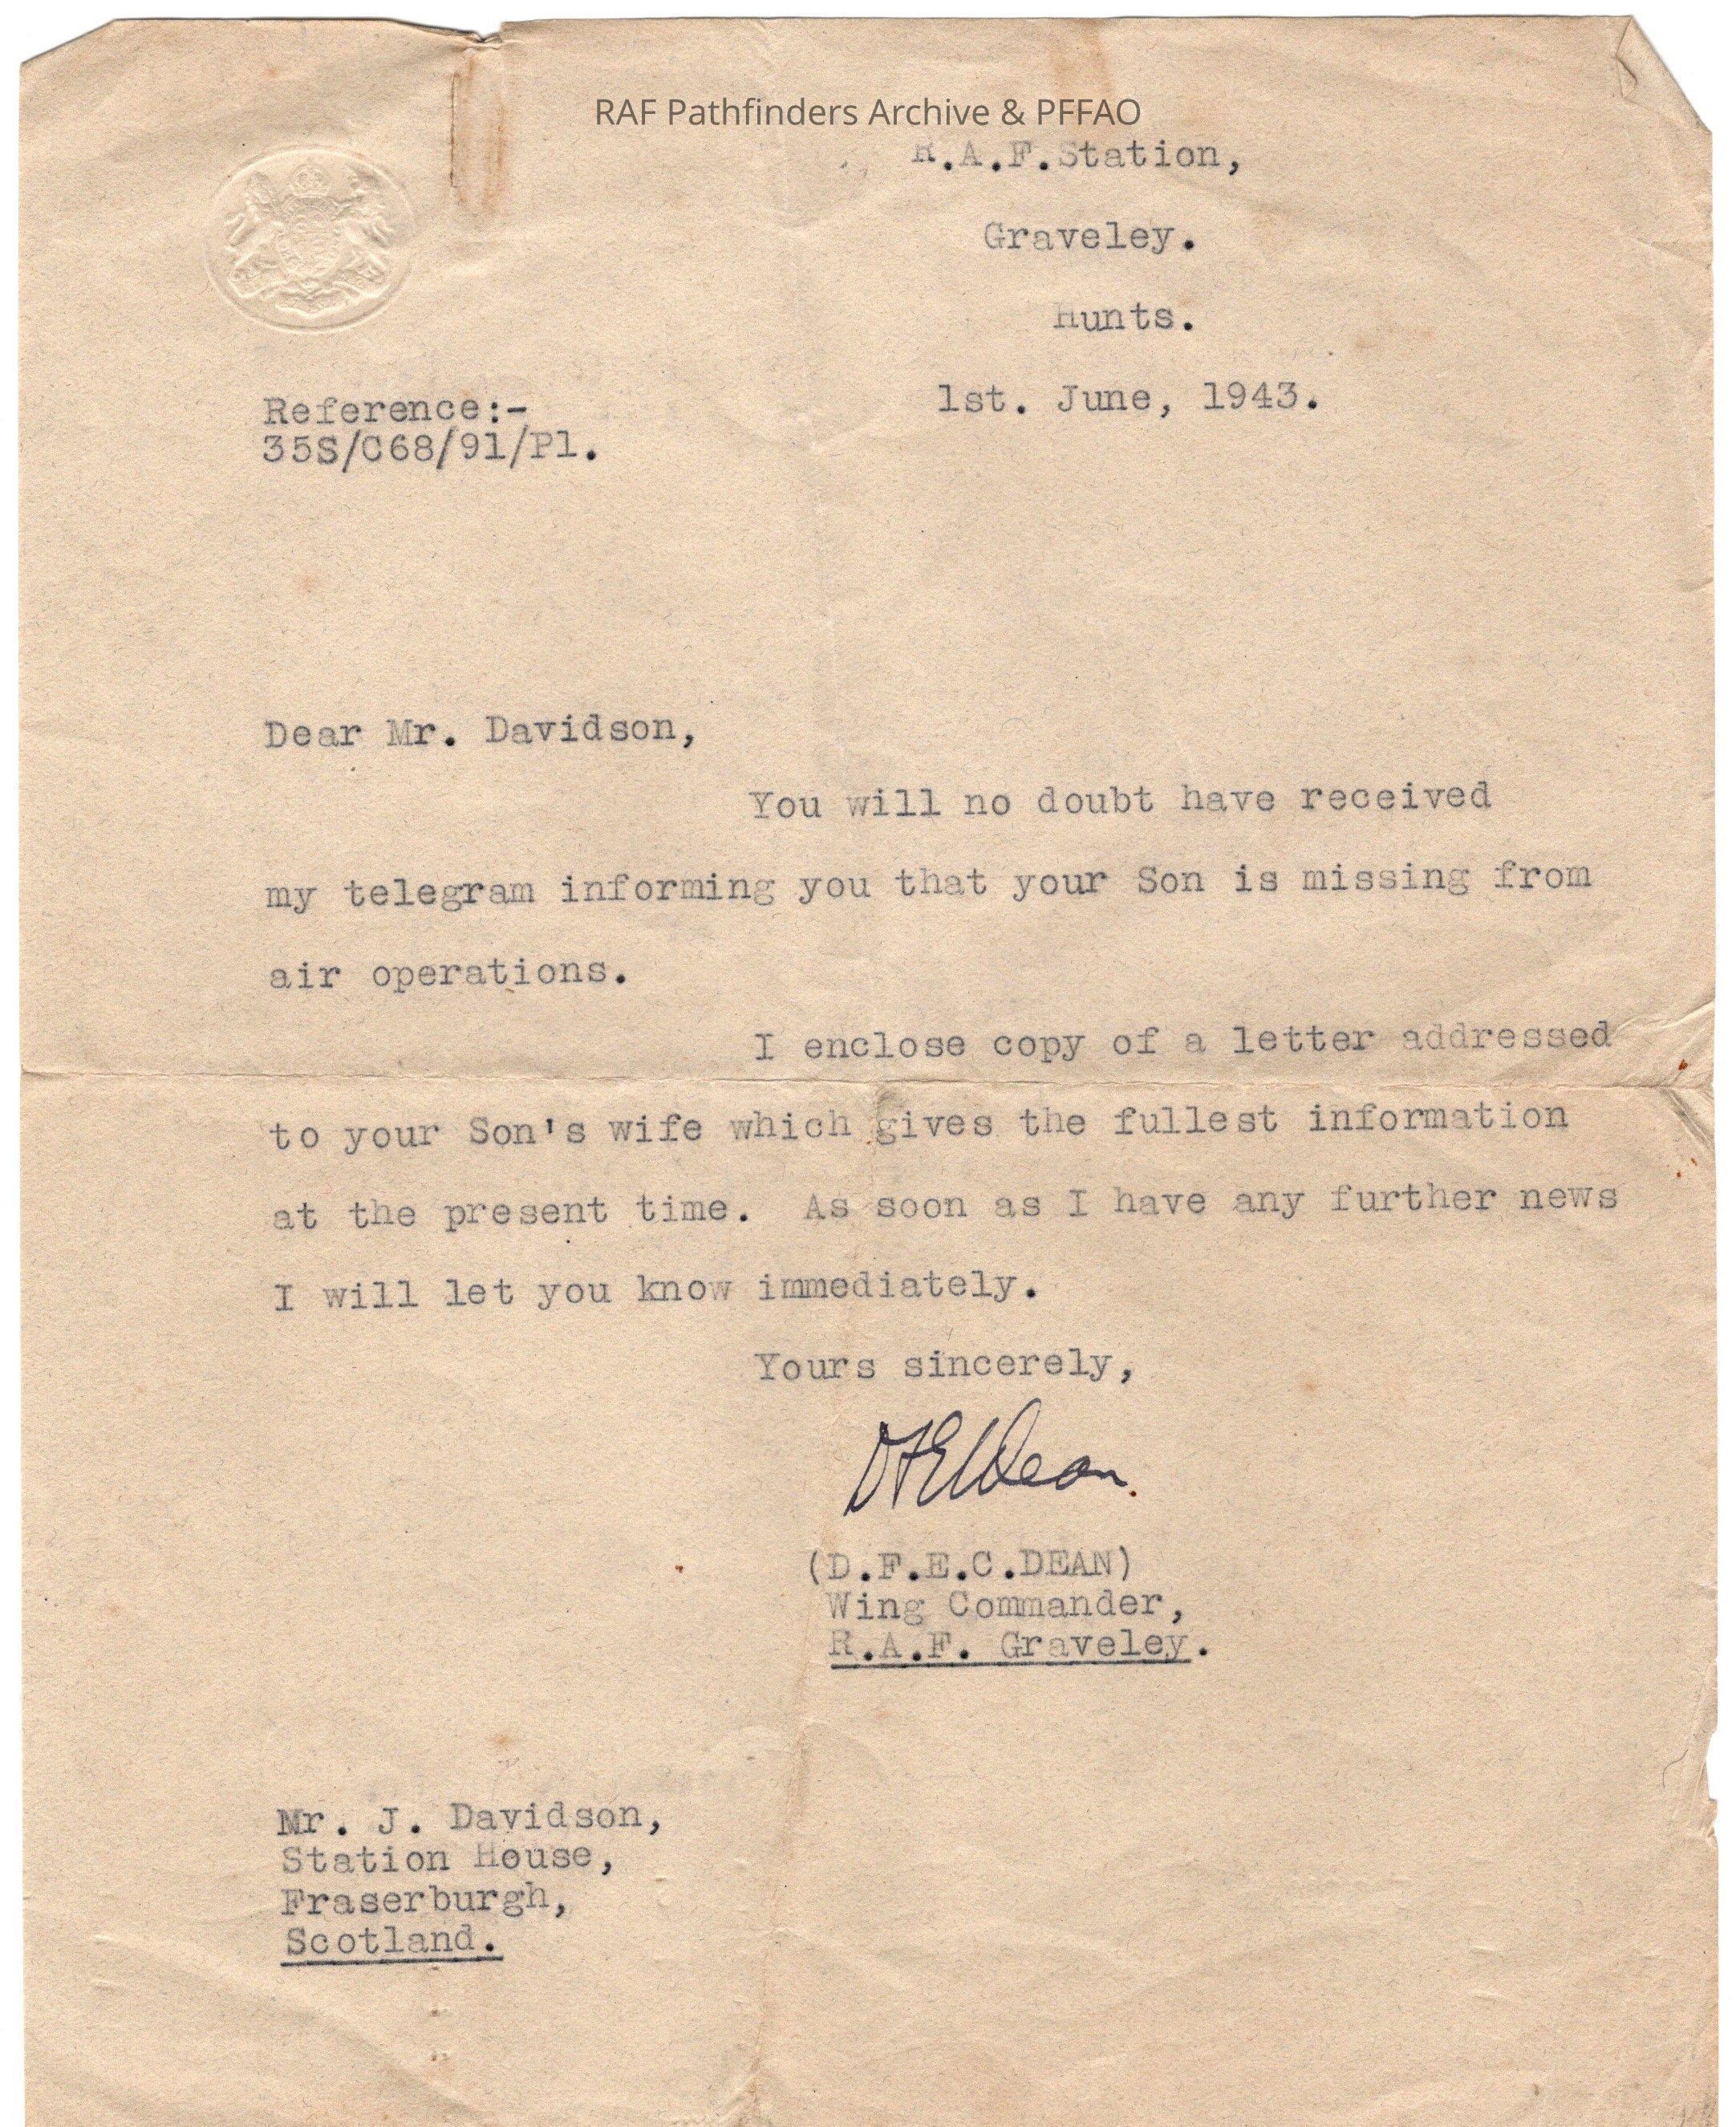 RAF Pathfinders Archive & PFFAO
R.A.F.Station,
Graveley.
Hunts.
1st. June, 1943.
Reference:-
35S/C68/91/P1.
Dear Mr. Davidson,
You will no doubt have received
my telegram informing you that your Son is missing from
air operations.
I enclose copy of a letter addressed
to your Son's wife which gives the fullest information
at the present time. As soon as I have any further news
I will let you know immediately.
Yours sincerely,
DFECDean.
(D.F.E.C.DEAN)
Wing Commander,
R.A.F. Graveley.
Mr. J. Davidson,
Station House,
Fraserburgh,
Scotland.